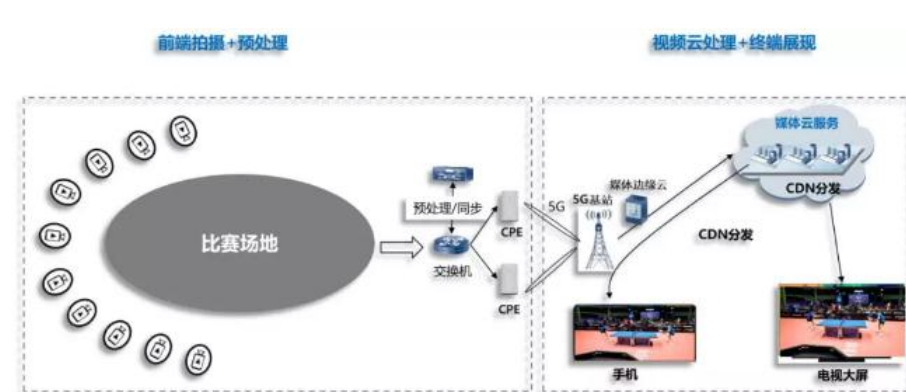 前端拍摄+预处理
视频云处理+终端展现
比赛场地
预处理/同步
交换机
CPE
CPE
5G
5G基站
媒体边缘云
媒体云服务
CDN分发
CDN分发
手机
电视大屏